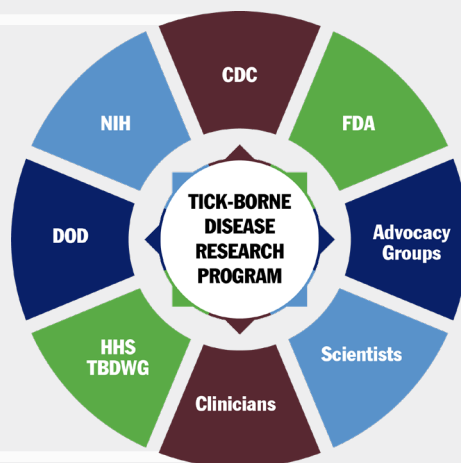 CDC
FDA
Advocacy
Groups
Scientists
Clinicians
HHS
TBDWG
DOD
NIH
TICK-BORNE
DISEASE
RESEARCH
PROGRAM